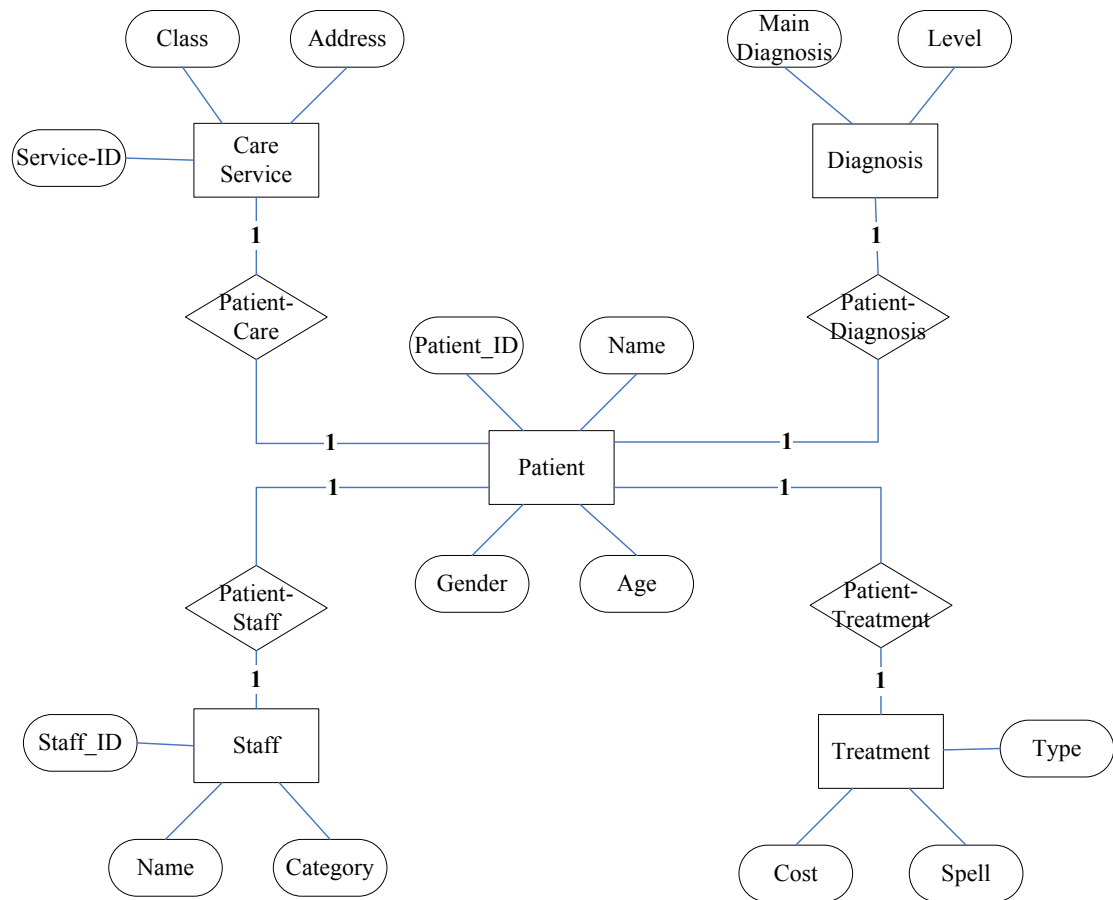 Class
Address
Main
Diagnosis
Level
Service-ID
Care
Service
Diagnosis
1
1
Patient-
Care
Patient-
Diagnosis
Patient_ID
Name
1
1
Patient
1
1
Gender
Age
Patient-
Staff
Patient-
Treatment
1
1
Staff_ID
Staff
Treatment
Type
Name
Category
Cost
Spell